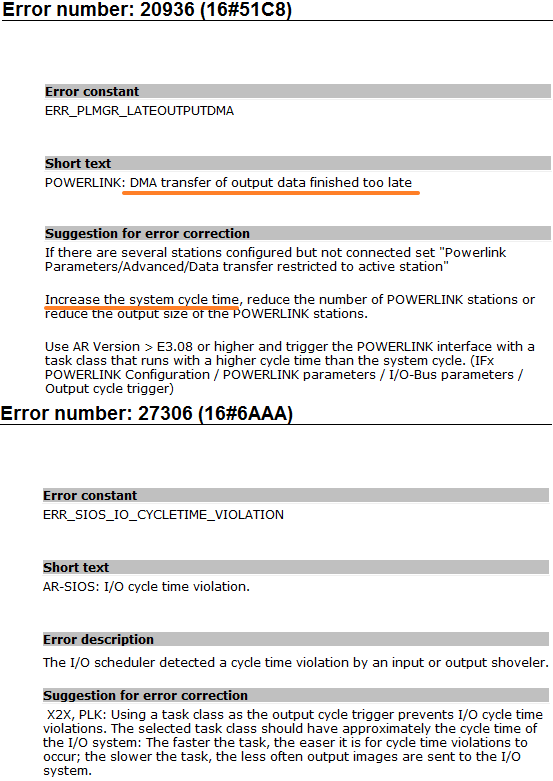 Error number: 20936 (16#51C8)
Error constant
ERR_PLMGR_LATEOUTPUTDMA
Short text
POWERLINK: DMA transfer of output data finished too late
Suggestion for error correction
If there are several stations configured but not connected set "Powerlink
Parameters/Advanced/Data transfer restricted to active station"
Increase the system cycle time, reduce the number of POWERLINK stations or
reduce the output size of the POWERLINK stations.
Use AR Version > E3.08 or higher and trigger the POWERLINK interface with a
task class that runs with a higher cycle time than the system cycle. (IFx
POWERLINK Configuration / POWERLINK parameters / I/O-Bus parameters /
Output cycle trigger)
Error number: 27306 (16#6AAA)
Error constant
ERR_SIOS_IO_CYCLETIME_VIOLATION
Short text
AR-SIOS: I/O cycle time violation.
Error description
The I/O scheduler detected a cycle time violation by an input or output shoveler.
Suggestion for error correction
X2X, PLK: Using a task class as the output cycle trigger prevents I/O cycle time
violations. The selected task class should have approximately the cycle time of
the I/O system: The faster the task, the easer it is for cycle time violations to
occur; the slower the task, the less often output images are sent to the I/O
system.